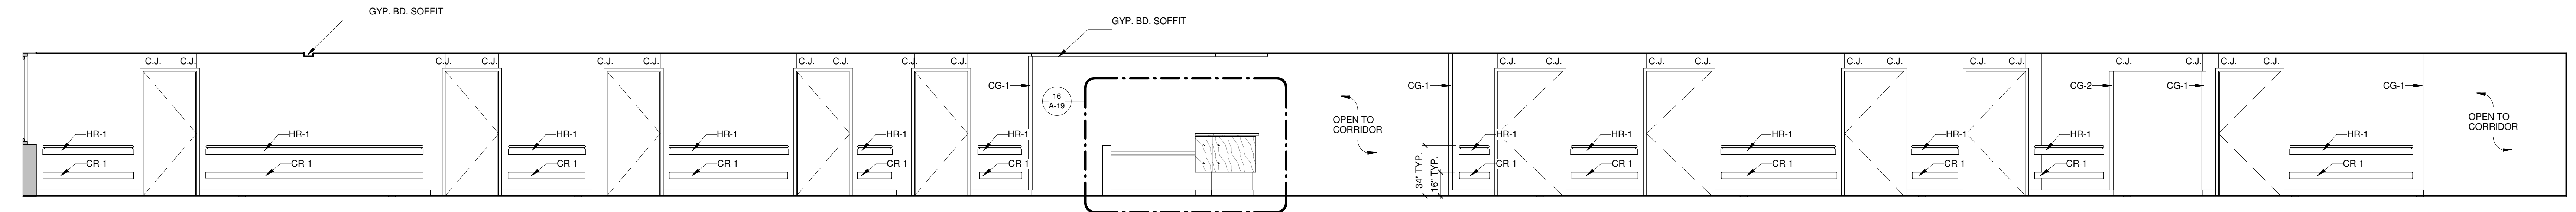 GYP. BD. SOFFIT
GYP. BD. SOFFIT
C.J. C.J. C.J. C.J. C.J. C.J. C.J. C.J. C.J. C.J. C.J. C.J. C.J. C.J. C.J. C.J. C.J. C.J. C.J. C.J. C.J. C.J.
CG-1 CG-1 CG-2 CG-1 CG-1
16
A-19
OPEN TO
CORRIDOR
OPEN TO
CORRIDOR
HR-1 HR-1 HR-1 HR-1 HR-1 HR-1 HR-1 HR-1 HR-1 HR-1 HR-1 HR-1
CR-1 CR-1 CR-1 CR-1 CR-1 CR-1 CR-1 CR-1 CR-1 CR-1 CR-1 CR-1
34" TYP.
16" TYP.